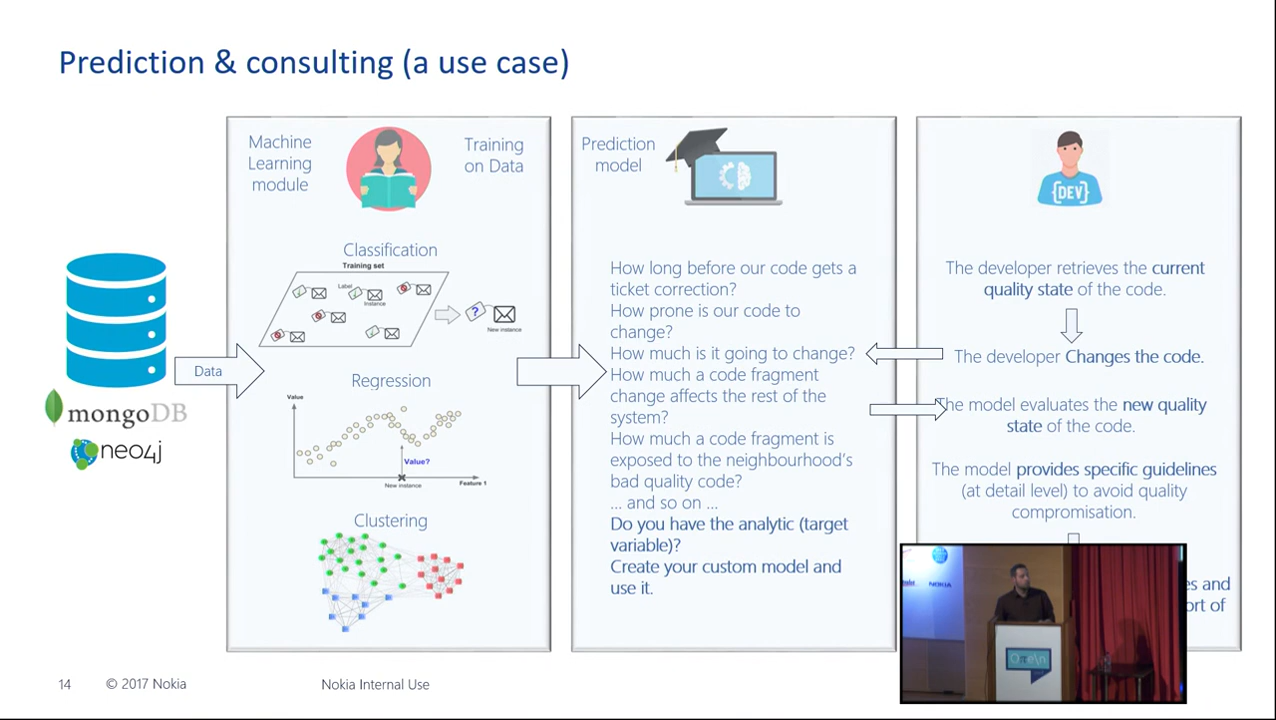 Prediction & consulting (a use case)
Machine
Learning
module
Training
on Data
Classification
Training set
Label
Instance
?
New instance
Regression
Value
Value?
New instance
Feature 1
Clustering
Data
mongoDB
neo4j
Prediction
model
How long before our code gets a
ticket correction?
How prone is our code to
change?
How much is it going to change?
How much a code fragment
change affects the rest of the
system?
How much a code fragment is
exposed to the neighbourhood's
bad quality code?
... and so on ...
Do you have the analytic (target
variable)?
Create your custom model and
use it.
{DEV}
The developer retrieves the current
quality state of the code.
The developer Changes the code.
The model evaluates the new quality
state of the code.
The model provides specific guidelines
(at detail level) to avoid quality
compromisation.
es and
ort of
NOKIA
14
© 2017 Nokia
Nokia Internal Use